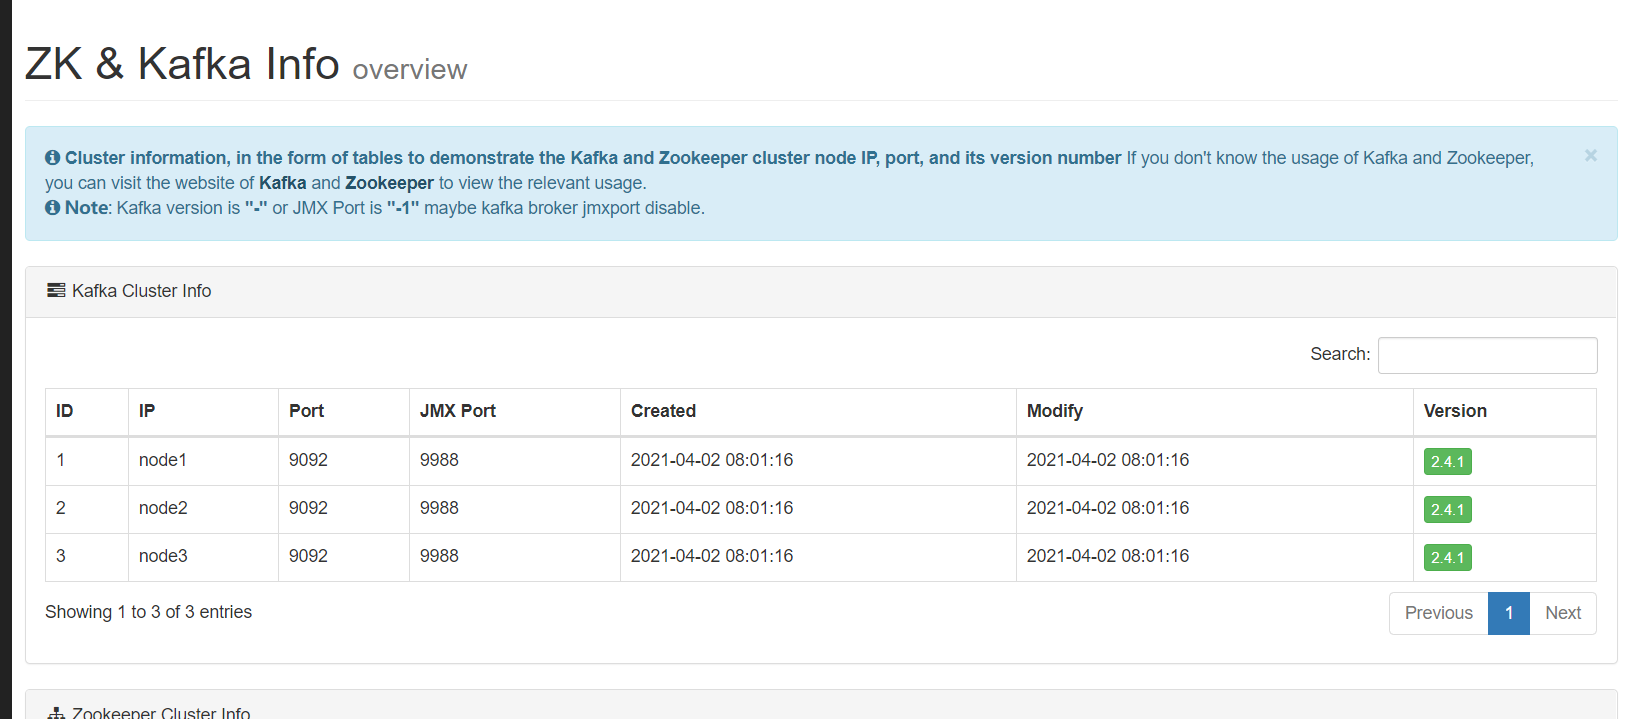 ZK & Kafka Info overview
Cluster information, in the form of tables to demonstrate the Kafka and Zookeeper cluster node IP, port, and its version number If you don't know the usage of Kafka and Zookeeper, ×
you can visit the website of Kafka and Zookeeper to view the relevant usage.
Note: Kafka version is "-" or JMX Port is "-1" maybe kafka broker jmxport disable.
Kafka Cluster Info
Search:
ID IP Port JMX Port Created Modify Version
1 node1 9092 9988 2021-04-02 08:01:16 2021-04-02 08:01:16 2.4.1
2 node2 9092 9988 2021-04-02 08:01:16 2021-04-02 08:01:16 2.4.1
3 node3 9092 9988 2021-04-02 08:01:16 2021-04-02 08:01:16 2.4.1
Showing 1 to 3 of 3 entries Previous 1 Next
Zookeeper Cluster Info